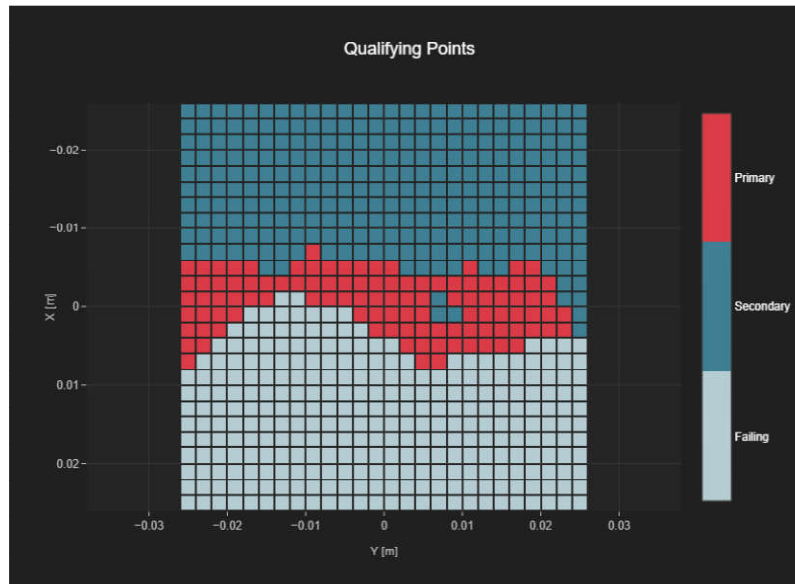 Qualifying Points
−0.02
−0.01
0
0.01
0.02
X [m]
−0.03
−0.02
−0.01
0
0.01
0.02
0.03
Y [m]
Primary
Secondary
Failing